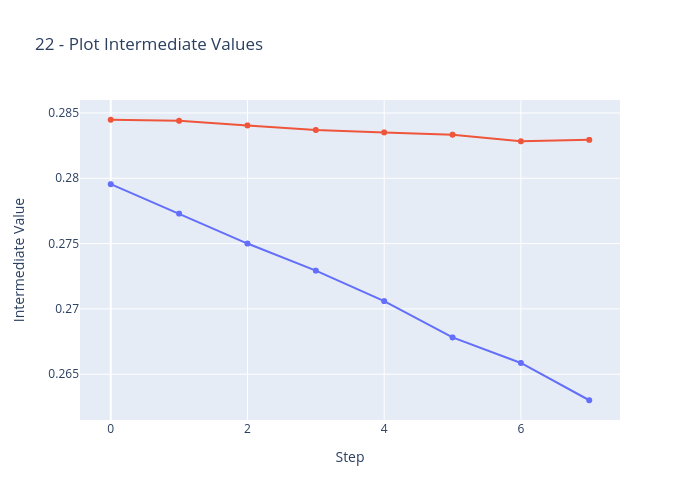 22 - Plot Intermediate Values
0.285
0.28
0.275
0.27
0.265
Intermediate Value
0 2 4 6
Step